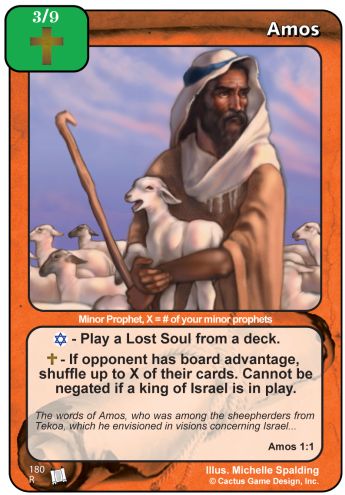 3/9
Amos
Minor Prophet, X = # of your minor prophets
✡ - Play a Lost Soul from a deck.
✝ - If opponent has board advantage,
shuffle up to X of their cards. Cannot be
negated if a king of Israel is in play.
The words of Amos, who was among the sheepherders from
Tekoa, which he envisioned in visions concerning Israel...
Amos 1:1
180
R
Illus. Michelle Spalding
© Cactus Game Design, Inc.